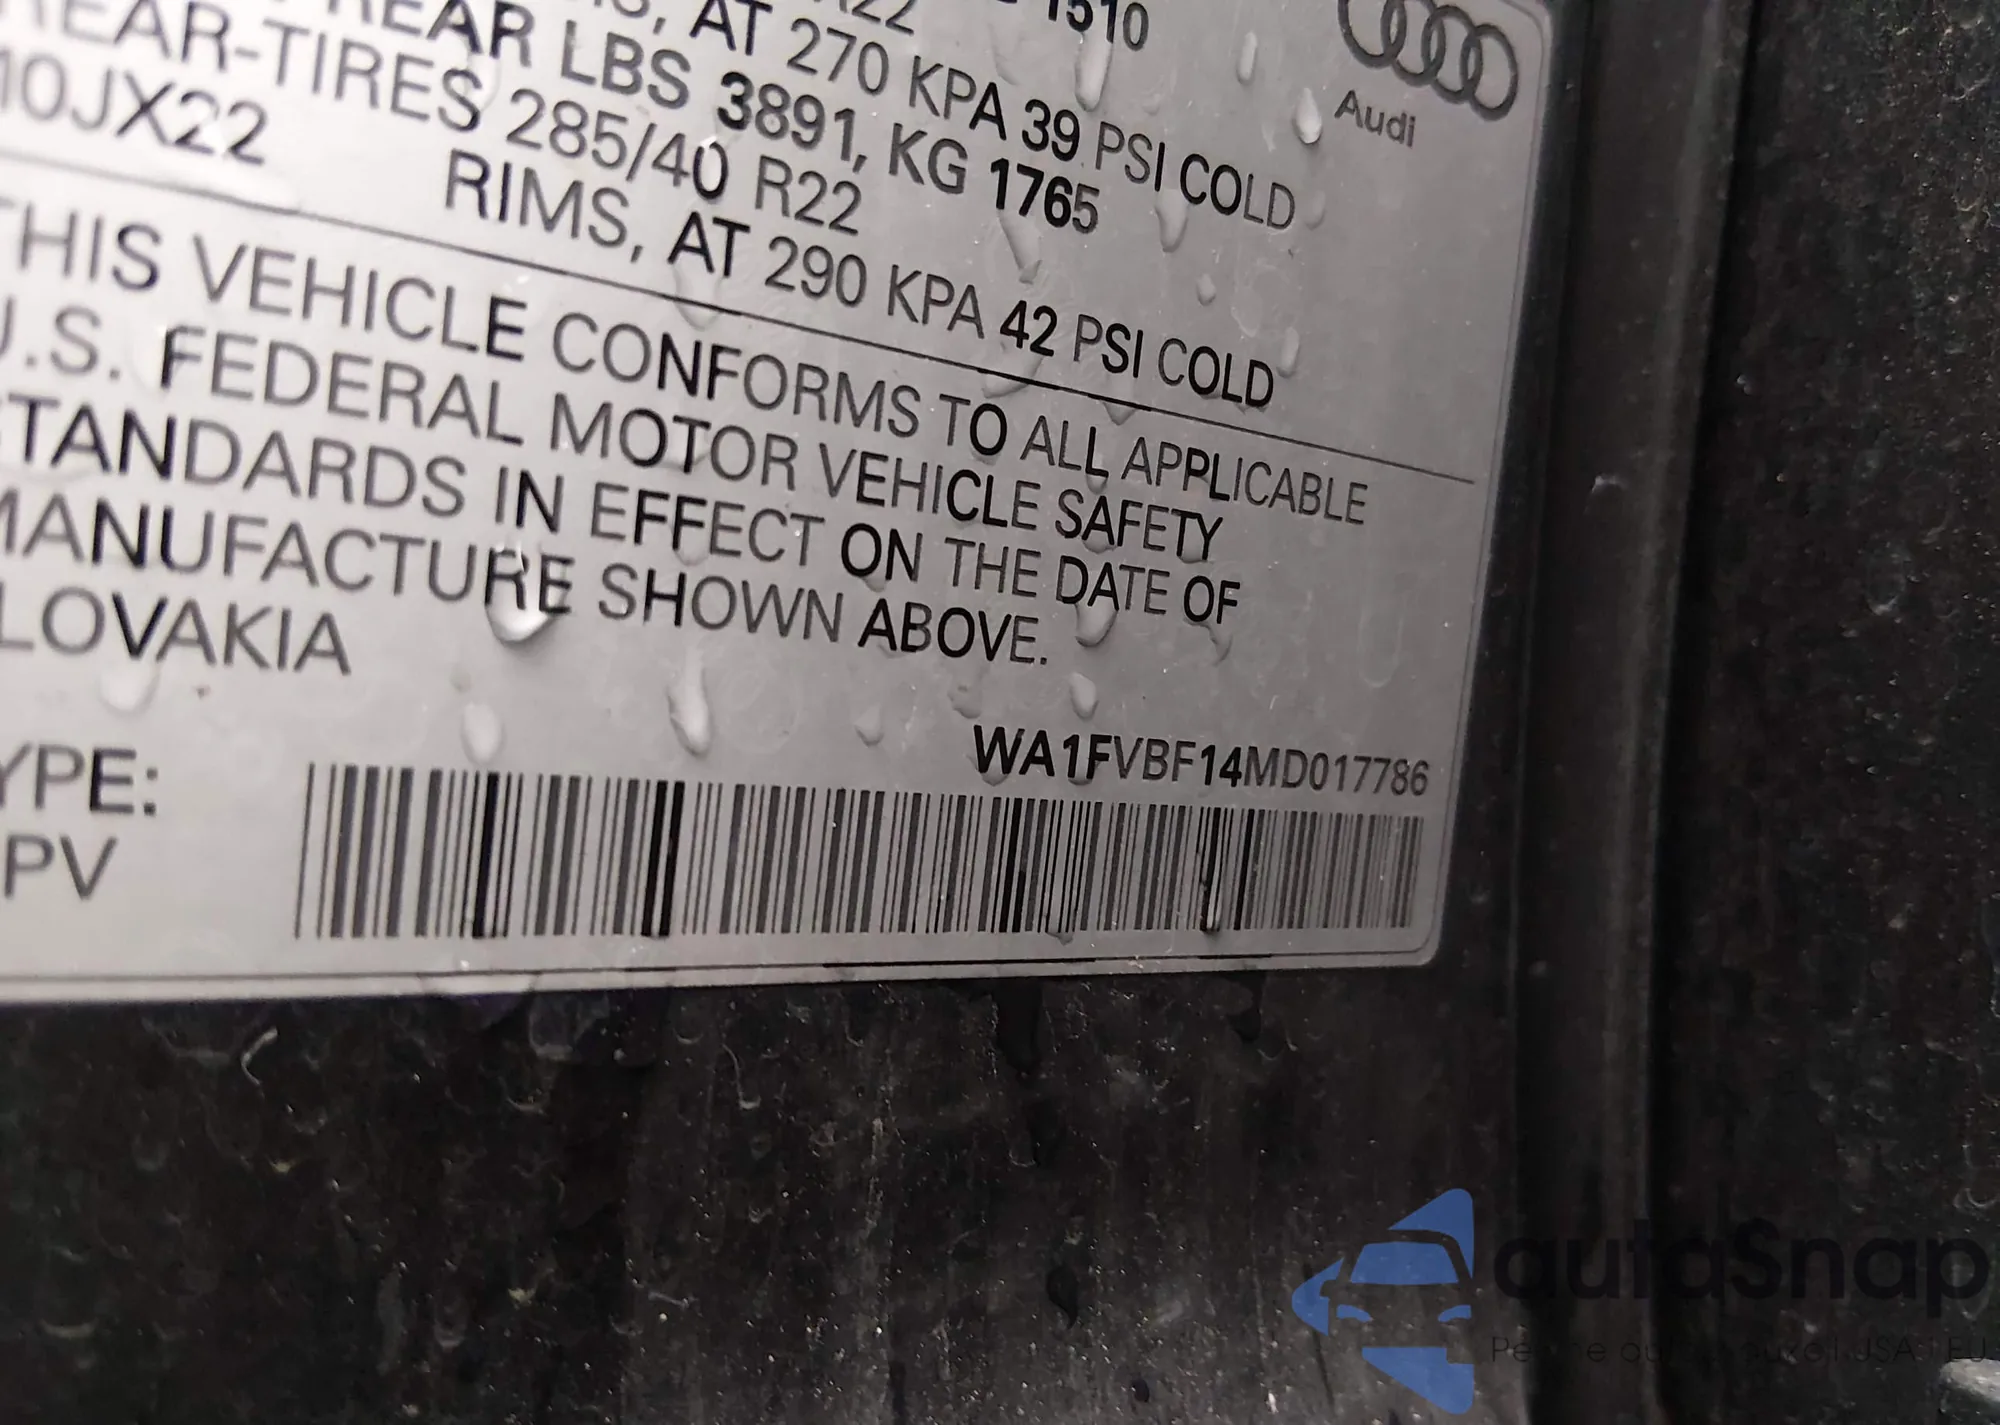 1510
R22
, AT 270 KPA 39 PSI COLD
REAR LBS 3891, KG 1765
REAR-TIRES 285/40 R22
10JX22 RIMS, AT 290 KPA 42 PSI COLD
THIS VEHICLE CONFORMS TO ALL APPLICABLE
U.S. FEDERAL MOTOR VEHICLE SAFETY
STANDARDS IN EFFECT ON THE DATE OF
MANUFACTURE SHOWN ABOVE.
LOVAKIA
WA1FVBF14MD017786
YPE:
PV
Audi
autoSnap